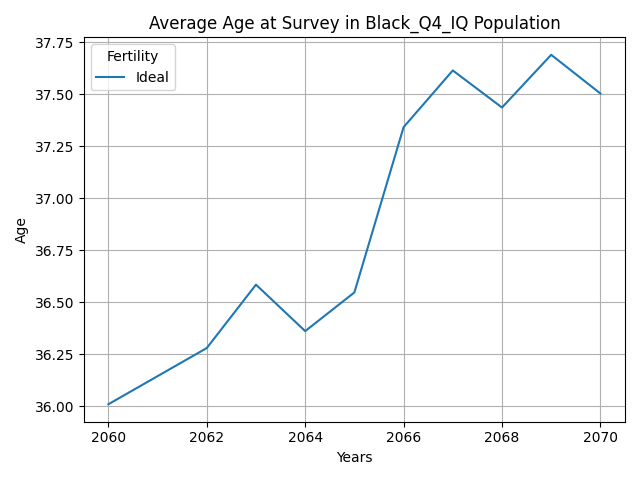 Average Age at Survey in Black_Q4_IQ Population
Fertility
Ideal
37.75
37.50
37.25
37.00
36.75
36.50
36.25
36.00
Age
2060
2062
2064
2066
2068
2070
Years